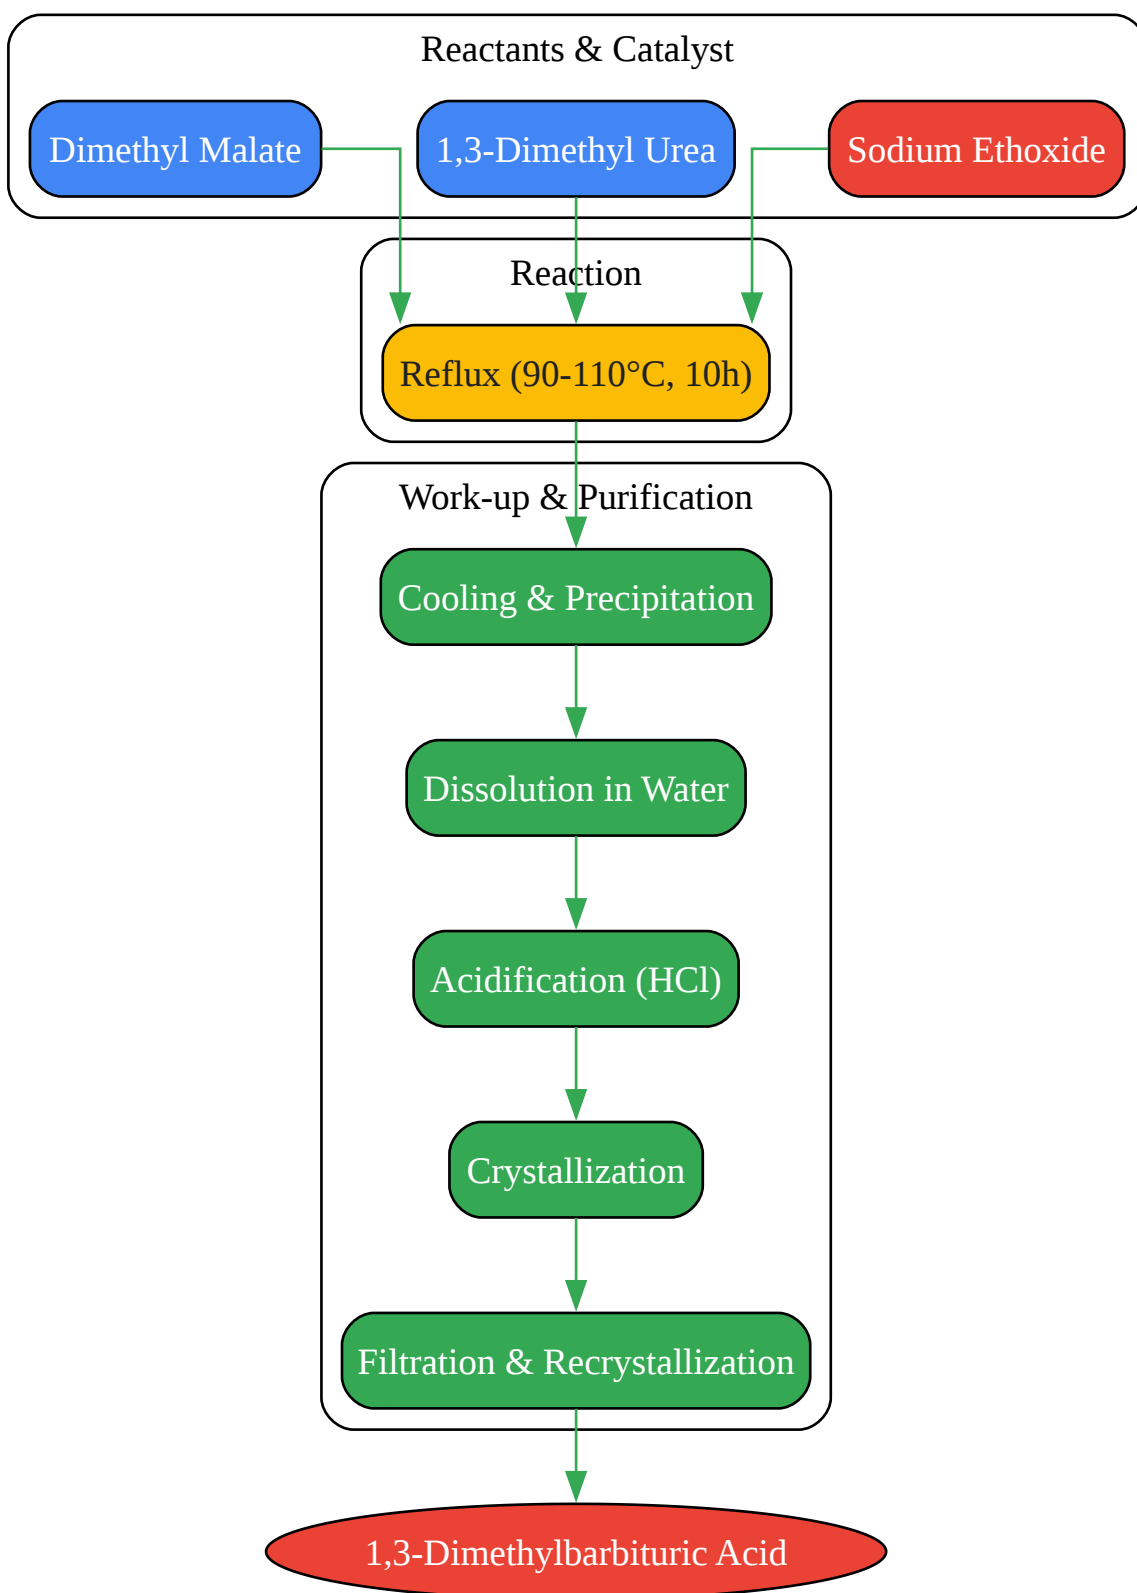 Reactants & Catalyst
Dimethyl Malate
1,3-Dimethyl Urea
Sodium Ethoxide
Reaction
Reflux (90-110°C, 10h)
Work-up & Purification
Cooling & Precipitation
Dissolution in Water
Acidification (HCl)
Crystallization
Filtration & Recrystallization
1,3-Dimethylbarbituric Acid